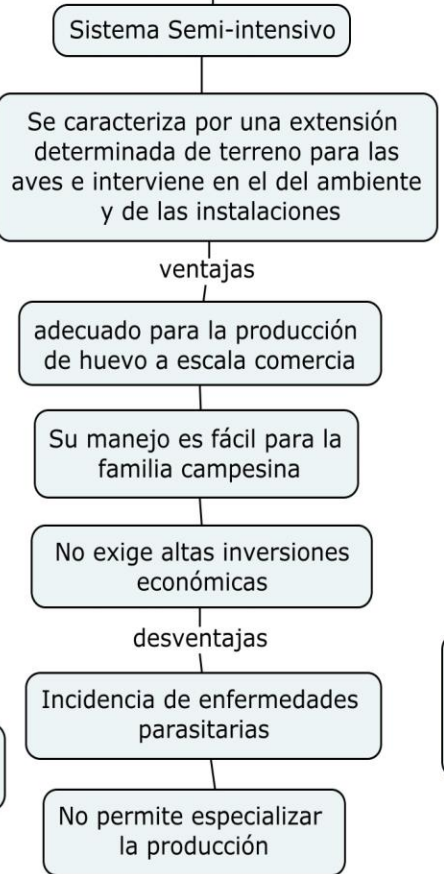 Sistema Semi-intensivo
Se caracteriza por una extensión
determinada de terreno para las
aves e interviene en el del ambiente
y de las instalaciones
ventajas
adecuado para la producción
de huevo a escala comercia
Su manejo es fácil para la
familia campesina
No exige altas inversiones
económicas
desventajas
Incidencia de enfermedades
parasitarias
No permite especializar
la producción